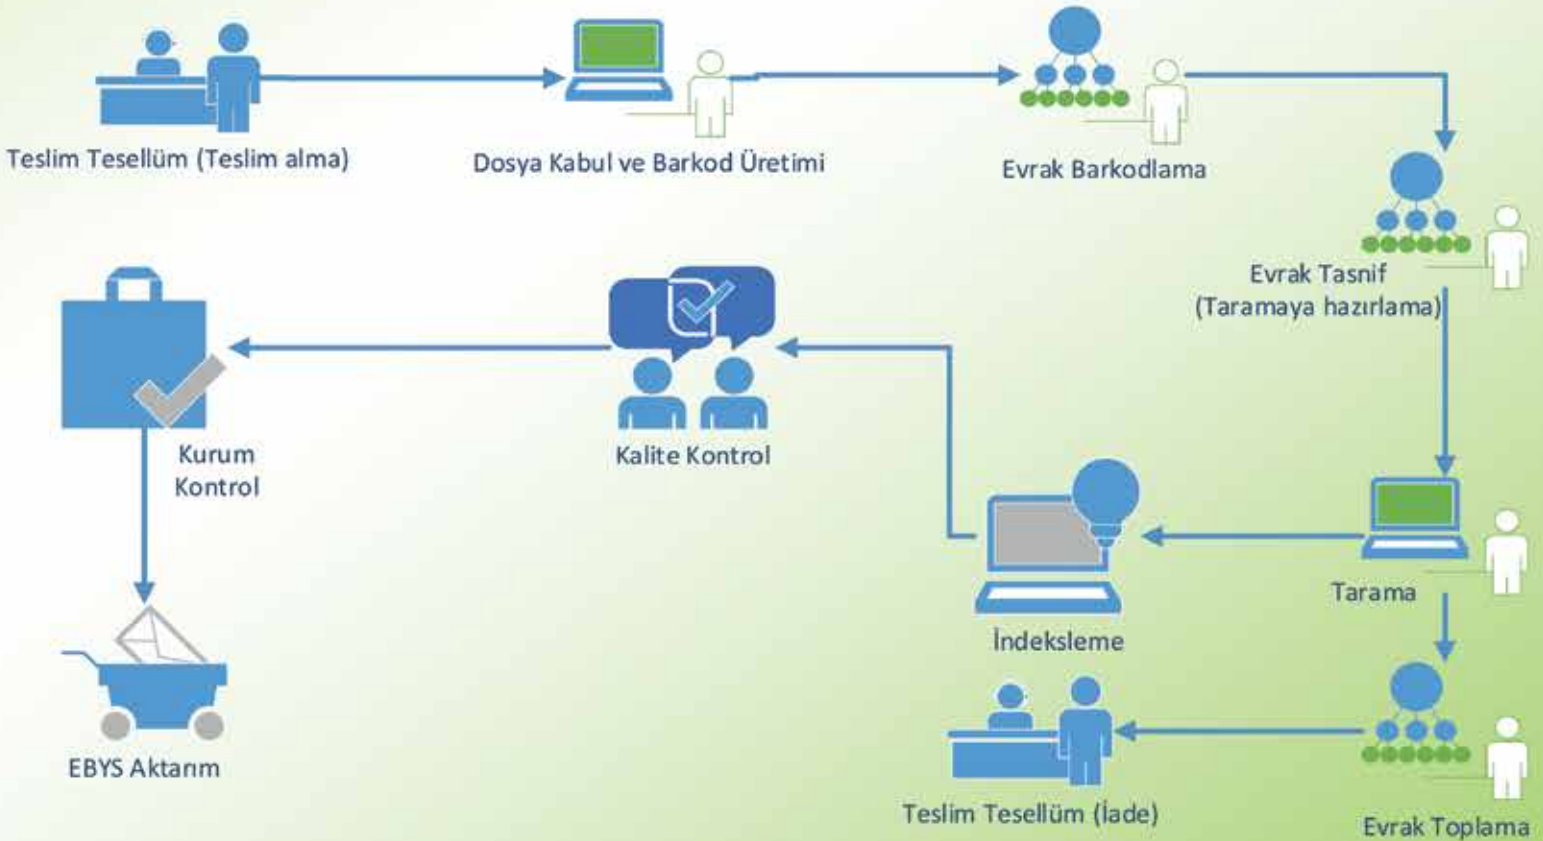 Teslim Tesellüm (Teslim alma)
Dosya Kabul ve Barkod Üretimi
Evrak Barkodlama
Evrak Tasnif
(Taramaya hazırlama)
Tarama
İndeksleme
Kalite Kontrol
Kurum
Kontrol
EBYS Aktarım
Evrak Toplama
Teslim Tesellüm (İade)